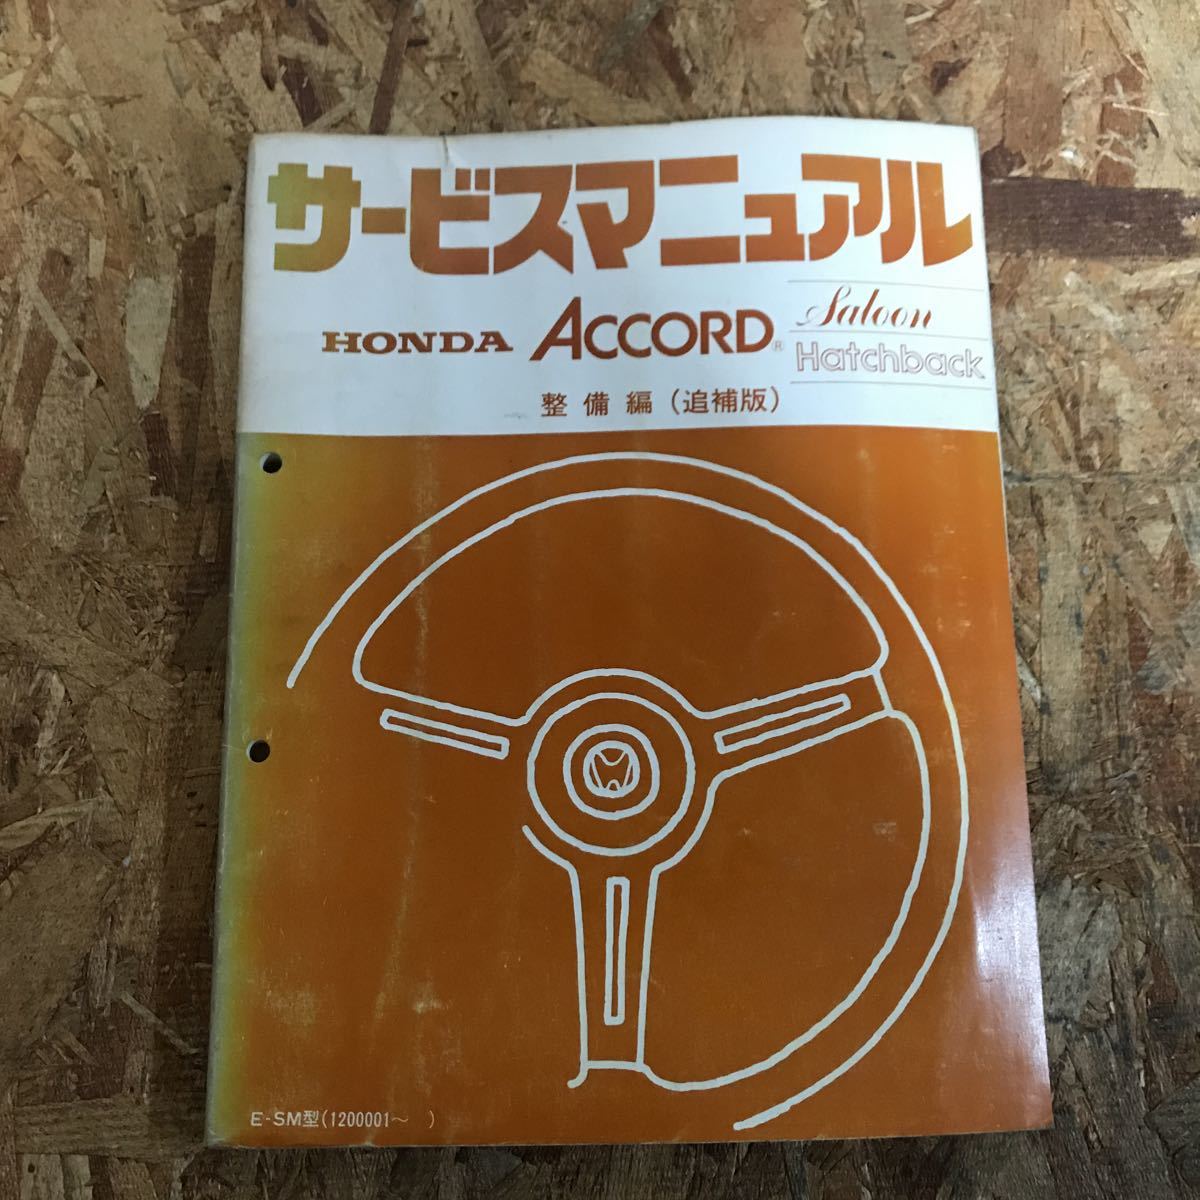 サービスマニュアル
HONDA ACCORD® Saloon
Hatchback
整備編(追補版)
E-SM型(1200001~ )